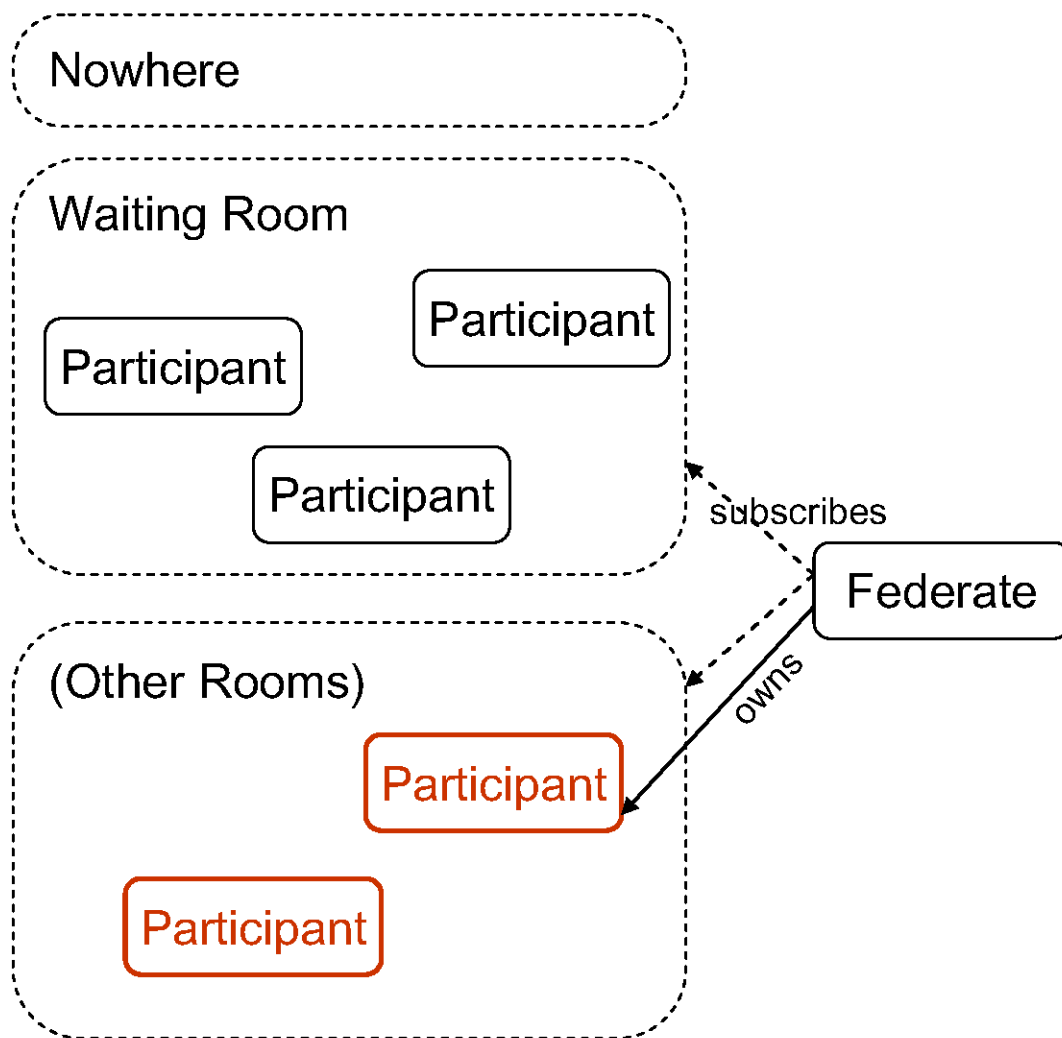 Nowhere
Waiting Room
Participant
Participant
Participant
subscribes
Federate
(Other Rooms)
owns
Participant
Participant